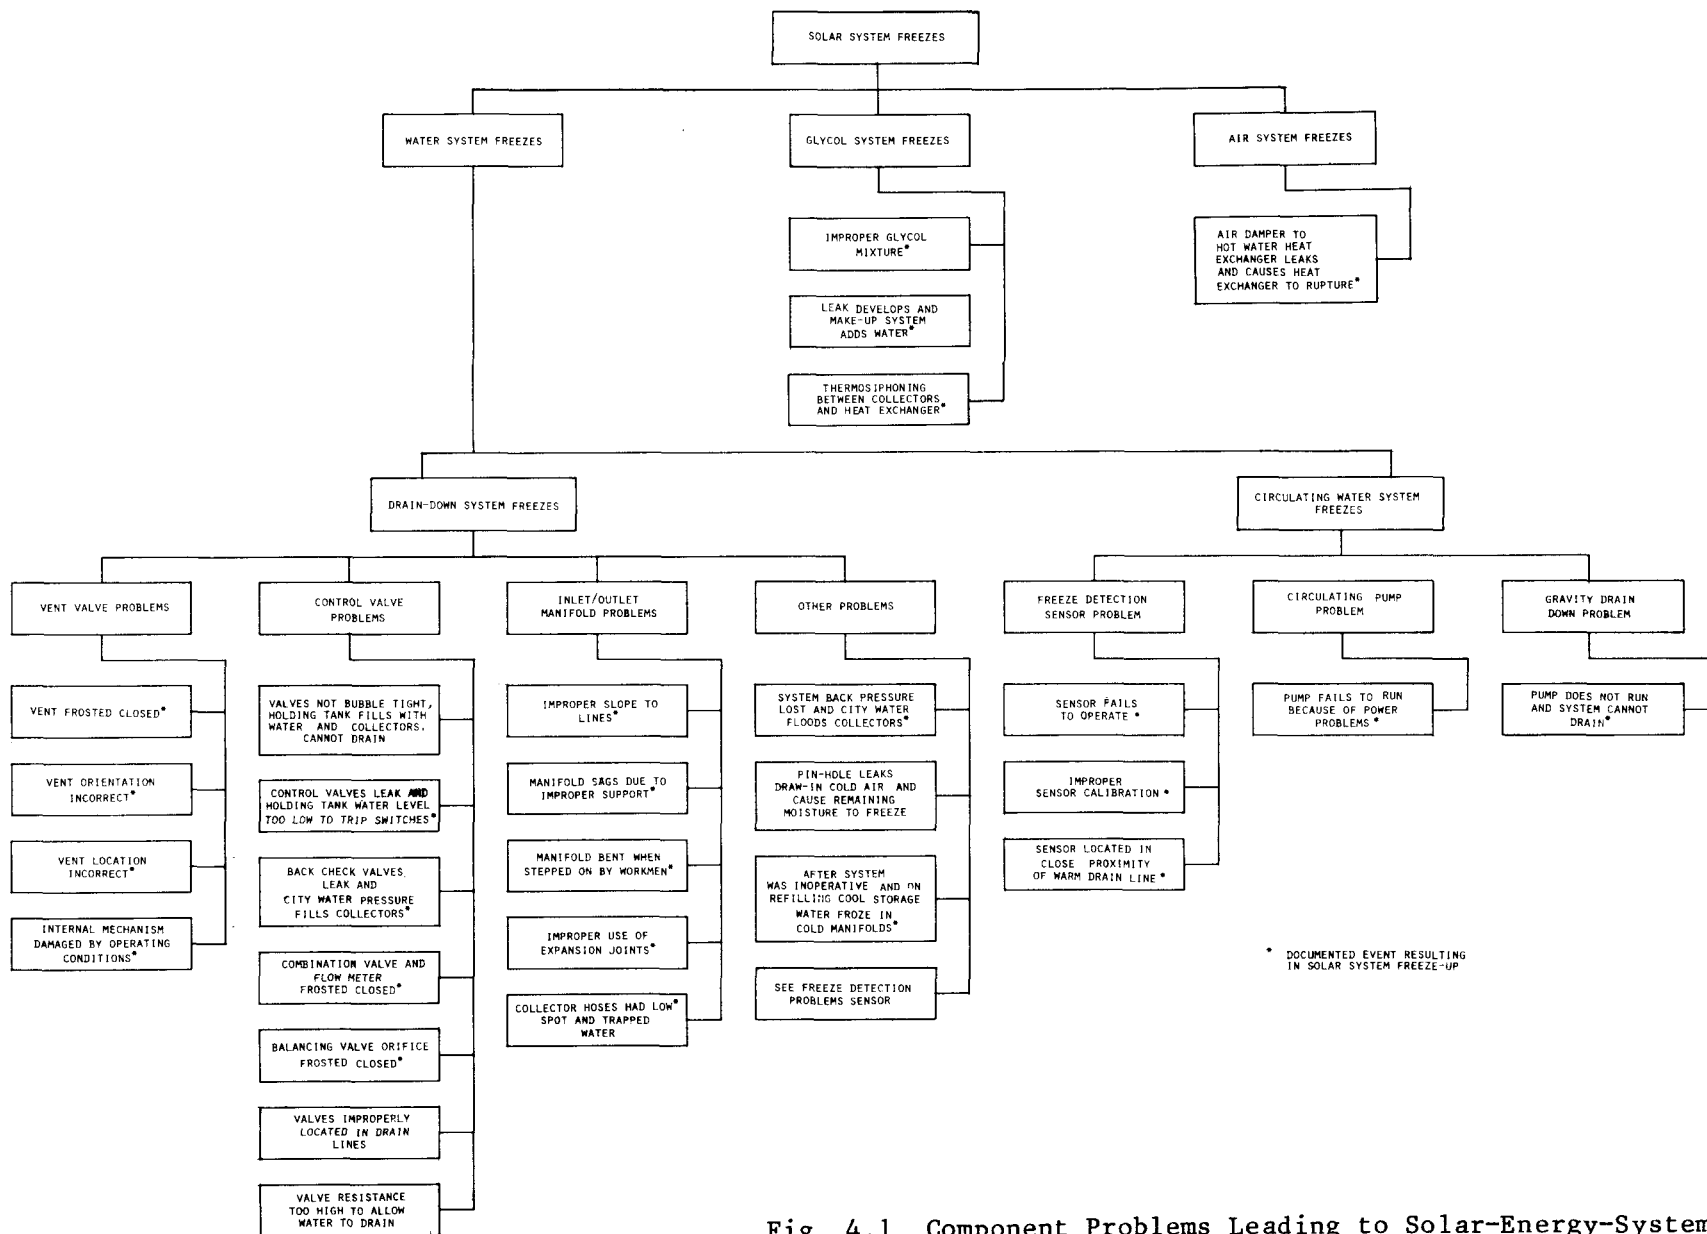 SOLAR SYSTEM FREEZES
WATER SYSTEM FREEZES
GLYCOL SYSTEM FREEZES
AIR SYSTEM FREEZES
IMPROPER GLYCOL
MIXTURE*
LEAK DEVELOPS AND
MAKE-UP SYSTEM
ADDS WATER*
THERMOSIPHONING
BETWEEN COLLECTORS
AND HEAT EXCHANGER*
AIR DAMPER TO
HOT WATER HEAT
EXCHANGER LEAKS
AND CAUSES HEAT
EXCHANGER TO RUPTURE*
DRAIN-DOWN SYSTEM FREEZES
CIRCULATING WATER SYSTEM
FREEZES
VENT VALVE PROBLEMS
CONTROL VALVE
PROBLEMS
INLET/OUTLET
MANIFOLD PROBLEMS
OTHER PROBLEMS
FREEZE DETECTION
SENSOR PROBLEM
CIRCULATING PUMP
PROBLEM
GRAVITY DRAIN
DOWN PROBLEM
VENT FROSTED CLOSED*
VENT ORIENTATION
INCORRECT*
VENT LOCATION
INCORRECT*
INTERNAL MECHANISM
DAMAGED BY OPERATING
CONDITIONS*
VALVES NOT BUBBLE TIGHT,
HOLDING TANK FILLS WITH
WATER AND COLLECTORS.
CANNOT DRAIN
CONTROL VALVES LEAK AND
HOLDING TANK WATER LEVEL
TOO LOW TO TRIP SWITCHES*
BACK CHECK VALVES
LEAK AND
CITY WATER PRESSURE
FILLS COLLECTORS*
COMBINATION VALVE AND
FLOW METER
FROSTED CLOSED*
BALANCING VALVE ORIFICE
FROSTED CLOSED*
VALVES IMPROPERLY
LOCATED IN DRAIN
LINES
VALVE RESISTANCE
TOO HIGH TO ALLOW
WATER TO DRAIN
IMPROPER SLOPE TO
LINES*
MANIFOLD SAGS DUE TO
IMPROPER SUPPORT*
MANIFOLD BENT WHEN
STEPPED ON BY WORKMEN*
IMPROPER USE OF
EXPANSION JOINTS*
COLLECTOR HOSES HAD LOW*
SPOT AND TRAPPED
WATER
SYSTEM BACK PRESSURE
LOST AND CITY WATER
FLOODS COLLECTORS*
PIN-HOLE LEAKS
DRAW-IN COLD AIR AND
CAUSE REMAINING
MOISTURE TO FREEZE
AFTER SYSTEM
WAS INOPERATIVE AND ON
REFILLING COOL STORAGE
WATER FROZE IN
COLD MANIFOLDS*
SEE FREEZE DETECTION
PROBLEMS SENSOR
SENSOR FAILS
TO OPERATE *
IMPROPER
SENSOR CALIBRATION *
SENSOR LOCATED IN
CLOSE PROXIMITY
OF WARM DRAIN LINE *
PUMP FAILS TO RUN
BECAUSE OF POWER
PROBLEMS *
PUMP DOES NOT RUN
AND SYSTEM CANNOT
DRAIN*
* DOCUMENTED EVENT RESULTING
IN SOLAR SYSTEM FREEZE-UP
Fig. 4.1 Component Problems Leading to Solar-Energy-System